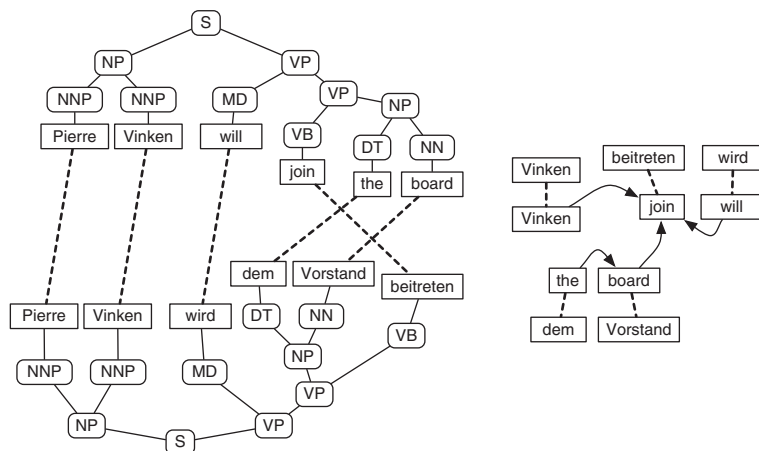 S
NP VP
NNP NNP MD VP NP
Pierre Vinken will VB DT NN
join the board
dem Vorstand beitreten
Pierre Vinken wird DT NN VB
NNP NNP MD NP
VP
NP S VP
Vinken beitreten wird
Vinken join will
the board
dem Vorstand